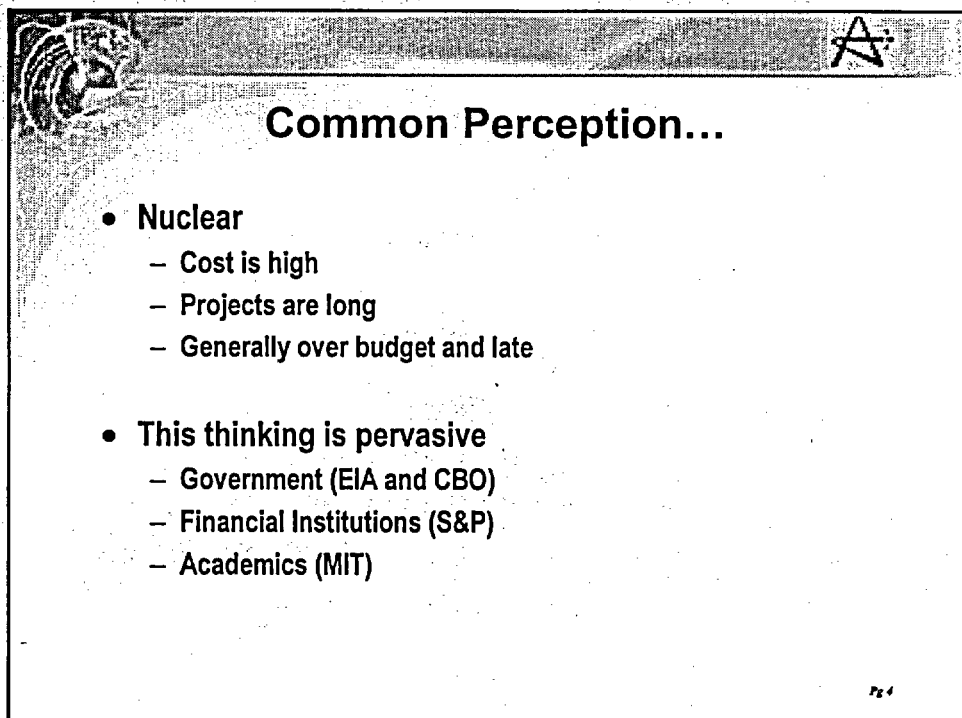 Common Perception...
• Nuclear
– Cost is high
– Projects are long
– Generally over budget and late
• This thinking is pervasive
– Government (EIA and CBO)
– Financial Institutions (S&P)
– Academics (MIT)
Pg 4